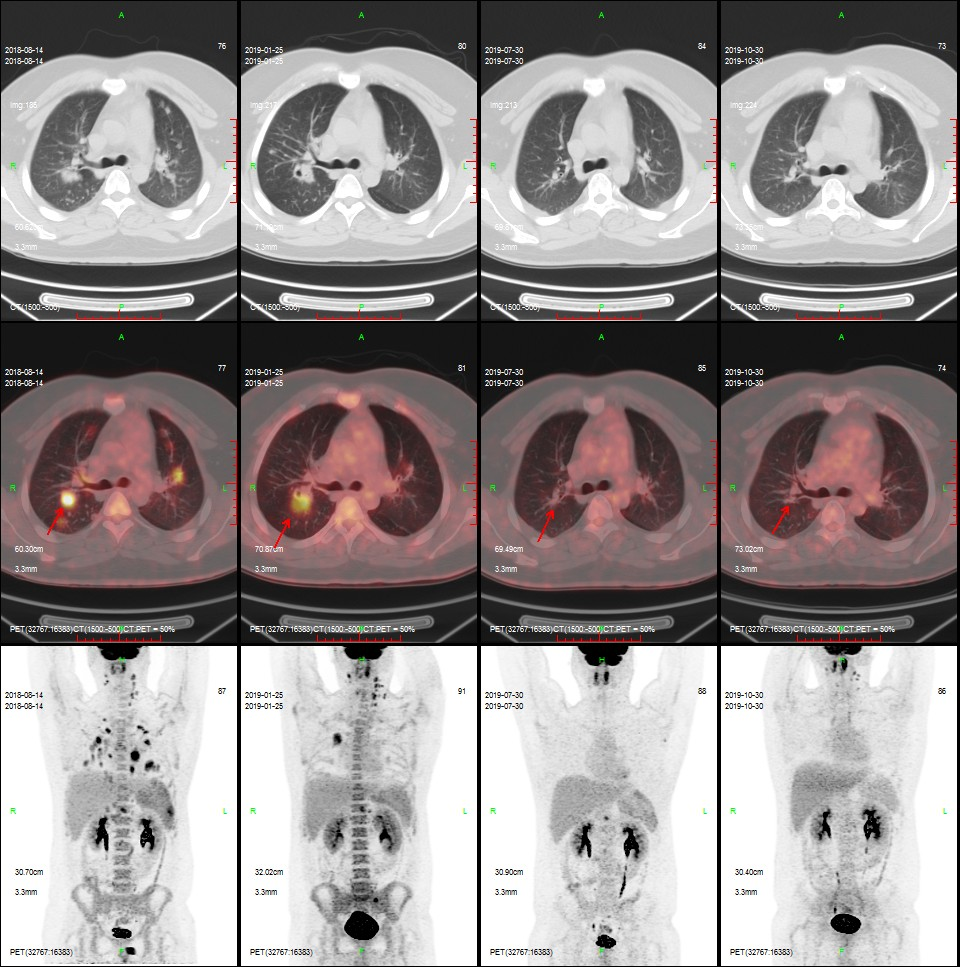 A
2018-08-14
2018-08-14
76
R
L
3.3mm
CT(1500:-500)
P
A
2019-01-25
2019-01-25
80
R
L
3.3mm
CT(1500:-500)
P
A
2019-07-30
2019-07-30
84
Img:213
R
L
3.3mm
CT(1500:-500)
P
A
2019-10-30
2019-10-30
73
Img:224
R
L
3.3mm
CT(1500:-500)
P
A
2018-08-14
2018-08-14
77
R
L
60.30cm
3.3mm
PET(32767:16383)CT(1500:-500)CT:PET = 50%
A
2019-01-25
2019-01-25
81
R
L
70.87cm
3.3mm
PET(32767:16383)CT(1500:-500)CT:PET = 50%
A
2019-07-30
2019-07-30
85
R
L
69.49cm
3.3mm
PET(32767:16383)CT(1500:-500)CT:PET = 50%
A
2019-10-30
2019-10-30
74
R
L
73.02cm
3.3mm
PET(32767:16383)CT(1500:-500)CT:PET = 50%
H
2018-08-14
2018-08-14
87
R
L
30.70cm
3.3mm
PET(32767:16383)
F
2019-01-25
2019-01-25
91
R
L
32.02cm
3.3mm
PET(32767:16383)
F
H
2019-07-30
2019-07-30
88
R
L
30.90cm
3.3mm
PET(32767:16383)
F
2019-10-30
2019-10-30
86
R
L
30.40cm
3.3mm
PET(32767:16383)
F